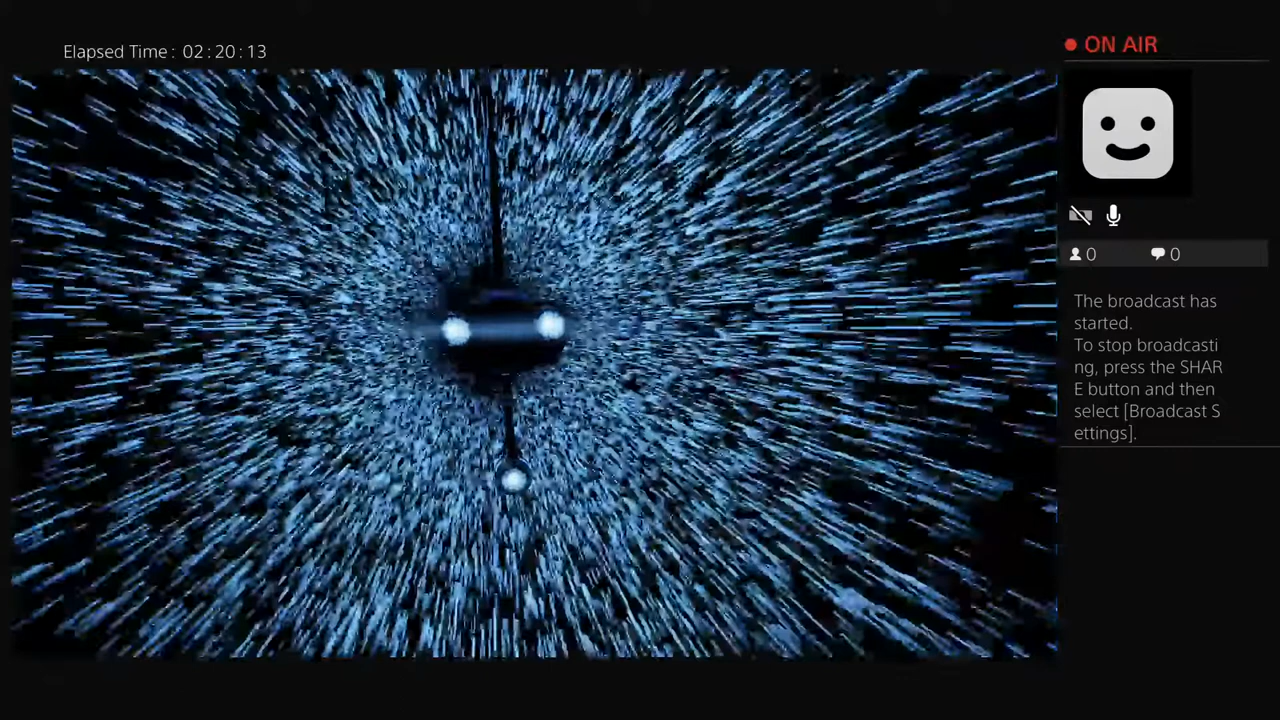 Elapsed Time: 02:20:13
ON AIR
0 0
The broadcast has
started.
To stop broadcasti
ng, press the SHAR
E button and then
select [Broadcast S
ettings].